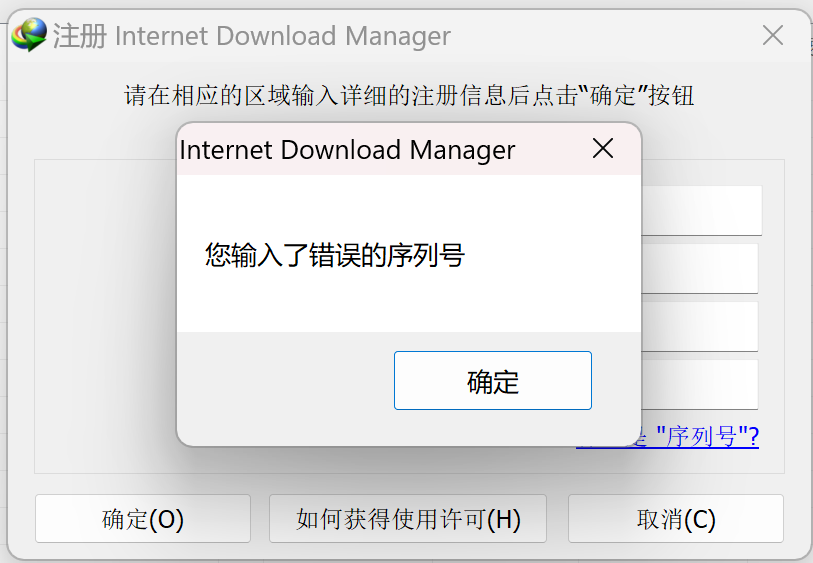 注册 Internet Download Manager
请在相应的区域输入详细的注册信息后点击“确定”按钮
Internet Download Manager
您输入了错误的序列号
确定
是 "序列号"?
确定(O)
如何获得使用许可(H)
取消(C)